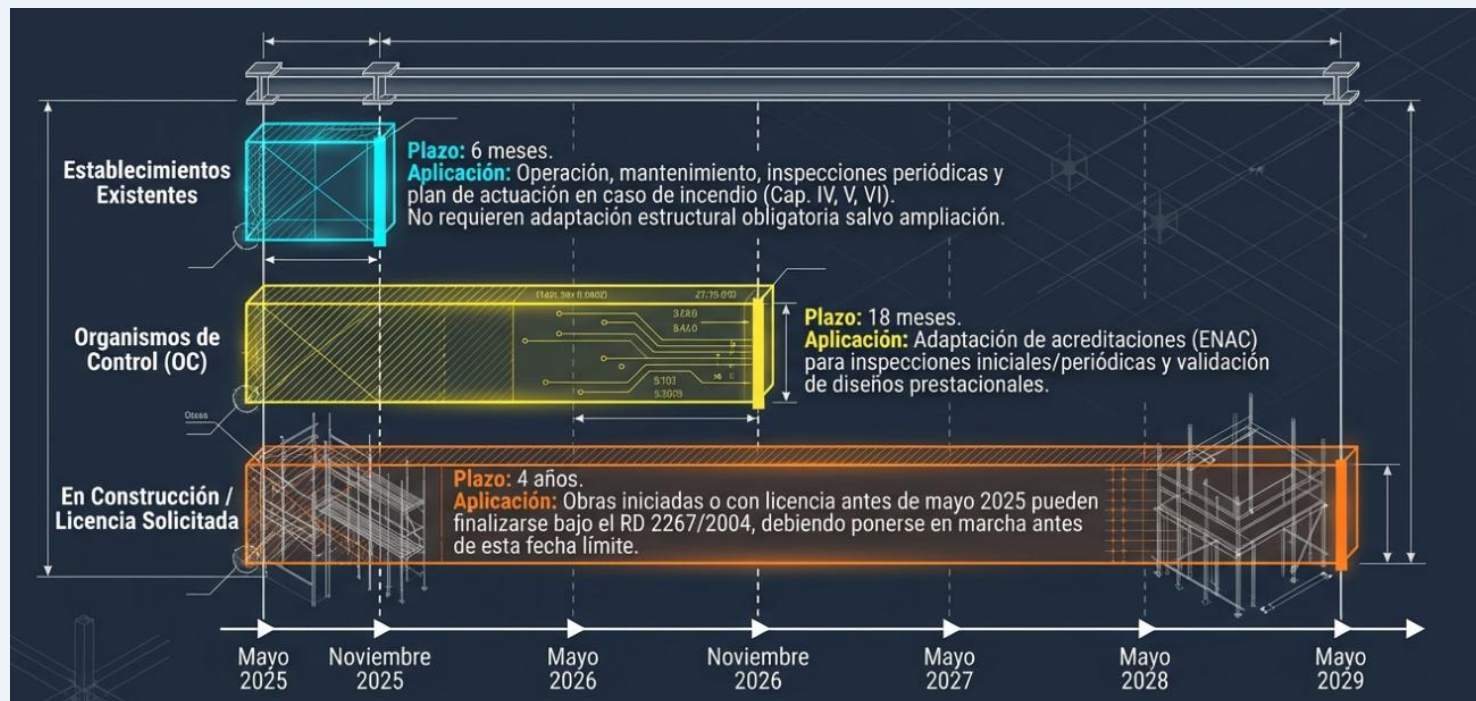 Establecimientos
Existentes
Plazo: 6 meses.
Aplicación: Operación, mantenimiento, inspecciones periódicas y
plan de actuación en caso de incendio (Cap. IV, V, VI).
No requieren adaptación estructural obligatoria salvo ampliación.
Organismos de
Control (OC)
Plazo: 18 meses.
Aplicación: Adaptación de acreditaciones (ENAC)
para inspecciones iniciales/periódicas y validación
de diseños prestacionales.
En Construcción /
Licencia Solicitada
Plazo: 4 años.
Aplicación: Obras iniciadas o con licencia antes de mayo 2025 pueden
finalizarse bajo el RD 2267/2004, debiendo ponerse en marcha antes
de esta fecha límite.
Mayo
2025
Noviembre
2025
Mayo
2026
Noviembre
2026
Mayo
2027
Mayo
2028
Mayo
2029